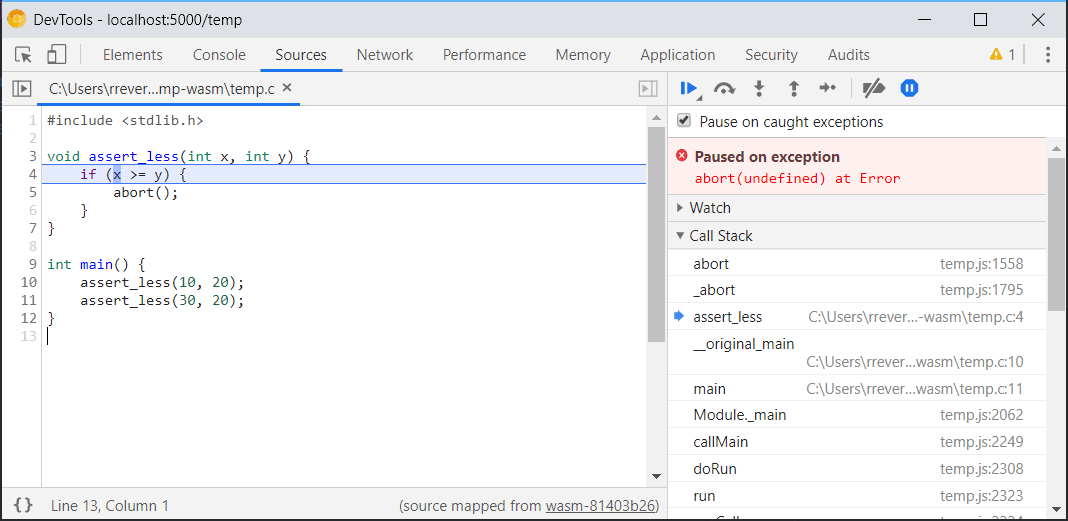 DevTools - localhost:5000/temp
Elements Console Sources Network Performance Memory Application Security Audits 1
C:\Users\rrever...mp-wasm\temp.c ×
1 #include <stdlib.h>
2
3 void assert_less(int x, int y) {
4 if (x >= y) {
5 abort();
6 }
7 }
8
9 int main() {
10 assert_less(10, 20);
11 assert_less(30, 20);
12 }
13
{} Line 13, Column 1 (source mapped from wasm-81403b26)
Pause on caught exceptions
Paused on exception
abort(undefined) at Error
Watch
Call Stack
abort temp.js:1558
_abort temp.js:1795
assert_less C:\Users\rrever...-wasm\temp.c:4
__original_main
C:\Users\rrever...wasm\temp.c:10
main C:\Users\rrever...wasm\temp.c:11
Module._main temp.js:2062
callMain temp.js:2249
doRun temp.js:2308
run temp.js:2323